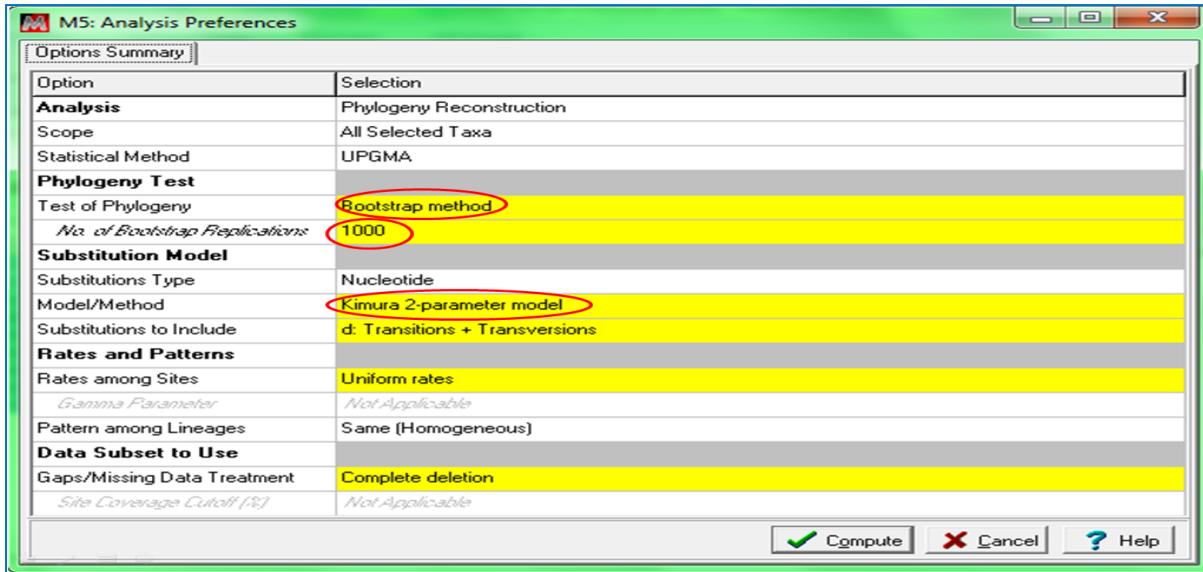 M5: Analysis Preferences
Options Summary
Option Selection
Analysis Phylogeny Reconstruction
Scope All Selected Taxa
Statistical Method UPGMA
Phylogeny Test
Test of Phylogeny Bootstrap method
No. of Bootstrap Replications 1000
Substitution Model
Substitutions Type Nucleotide
Model/Method Kimura 2-parameter model
Substitutions to Include d: Transitions + Transversions
Rates and Patterns
Rates among Sites Uniform rates
Gamma Parameter Not Applicable
Pattern among Lineages Same (Homogeneous)
Data Subset to Use
Gaps/Missing Data Treatment Complete deletion
Site Coverage Cutoff (%) Not Applicable
Compute Cancel ? Help